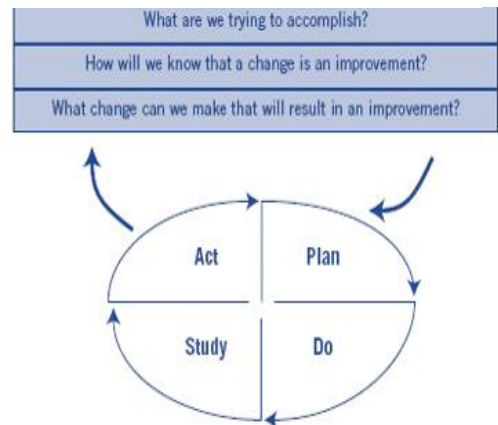 What are we trying to accomplish?
How will we know that a change is an improvement?
What change can we make that will result in an improvement?
Act
Plan
Study
Do